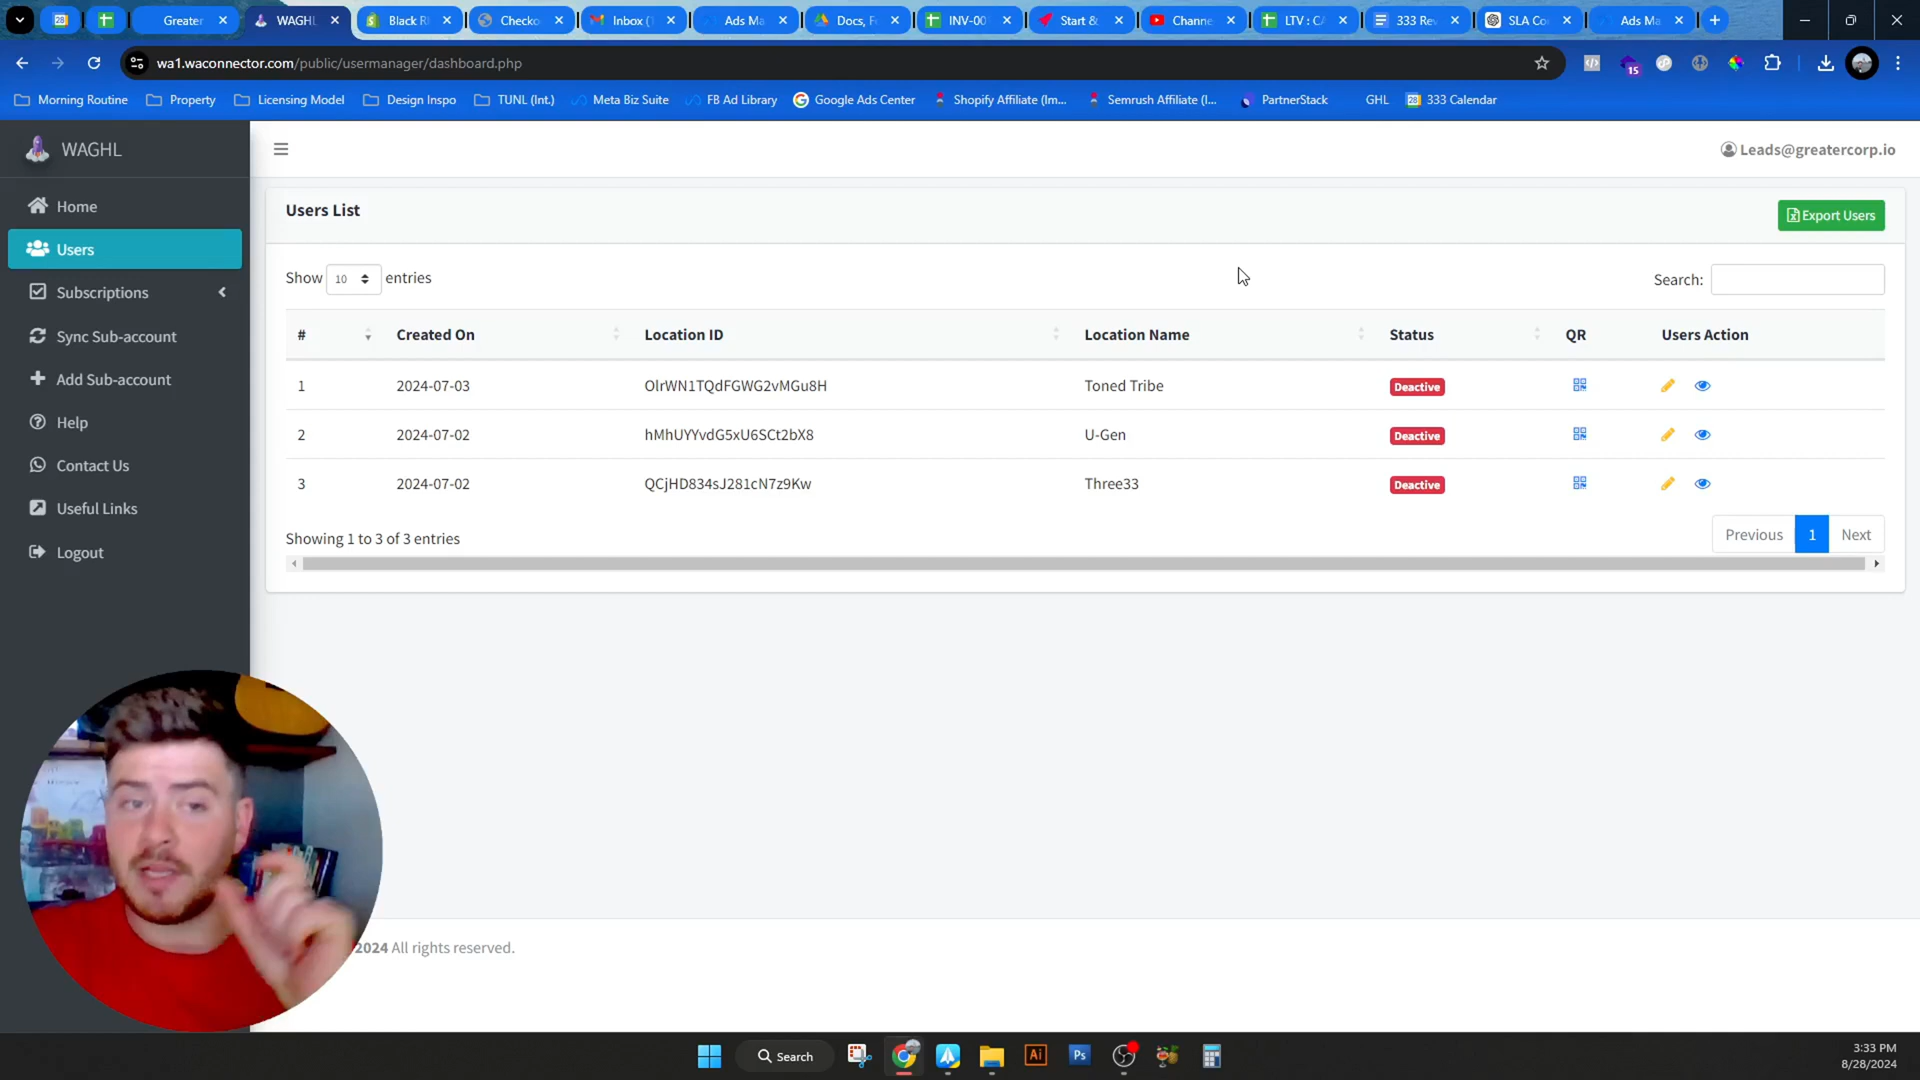 Greater
WAGHL
Black R
Checko
Inbox (
Ads Ma
Docs, F
INV-00
Start &
Channe
LTV : CA
333 Rev
SLA Co
Ads Ma
wa1.waconnector.com/public/usermanager/dashboard.php
15
Morning Routine
Property
Licensing Model
Design Inspo
TUNL (Int.)
Meta Biz Suite
FB Ad Library
Google Ads Center
Shopify Affiliate (Im...
Semrush Affiliate (I...
PartnerStack
GHL
333 Calendar
WAGHL
Leads@greatercorp.io
Home
Users
Subscriptions
Sync Sub-account
Add Sub-account
Help
Contact Us
Useful Links
Logout
Users List
Export Users
Show 10 entries
Search:
# Created On Location ID Location Name Status QR Users Action
1 2024-07-03 OlrWN1TQdFGWG2vMGu8H Toned Tribe Deactive
2 2024-07-02 hMhUYYvdG5xU6SCt2bX8 U-Gen Deactive
3 2024-07-02 QCjHD834sJ281cN7z9Kw Three33 Deactive
Showing 1 to 3 of 3 entries
Previous 1 Next
2024 All rights reserved.
Search
Ai
Ps
3:33 PM
8/28/2024